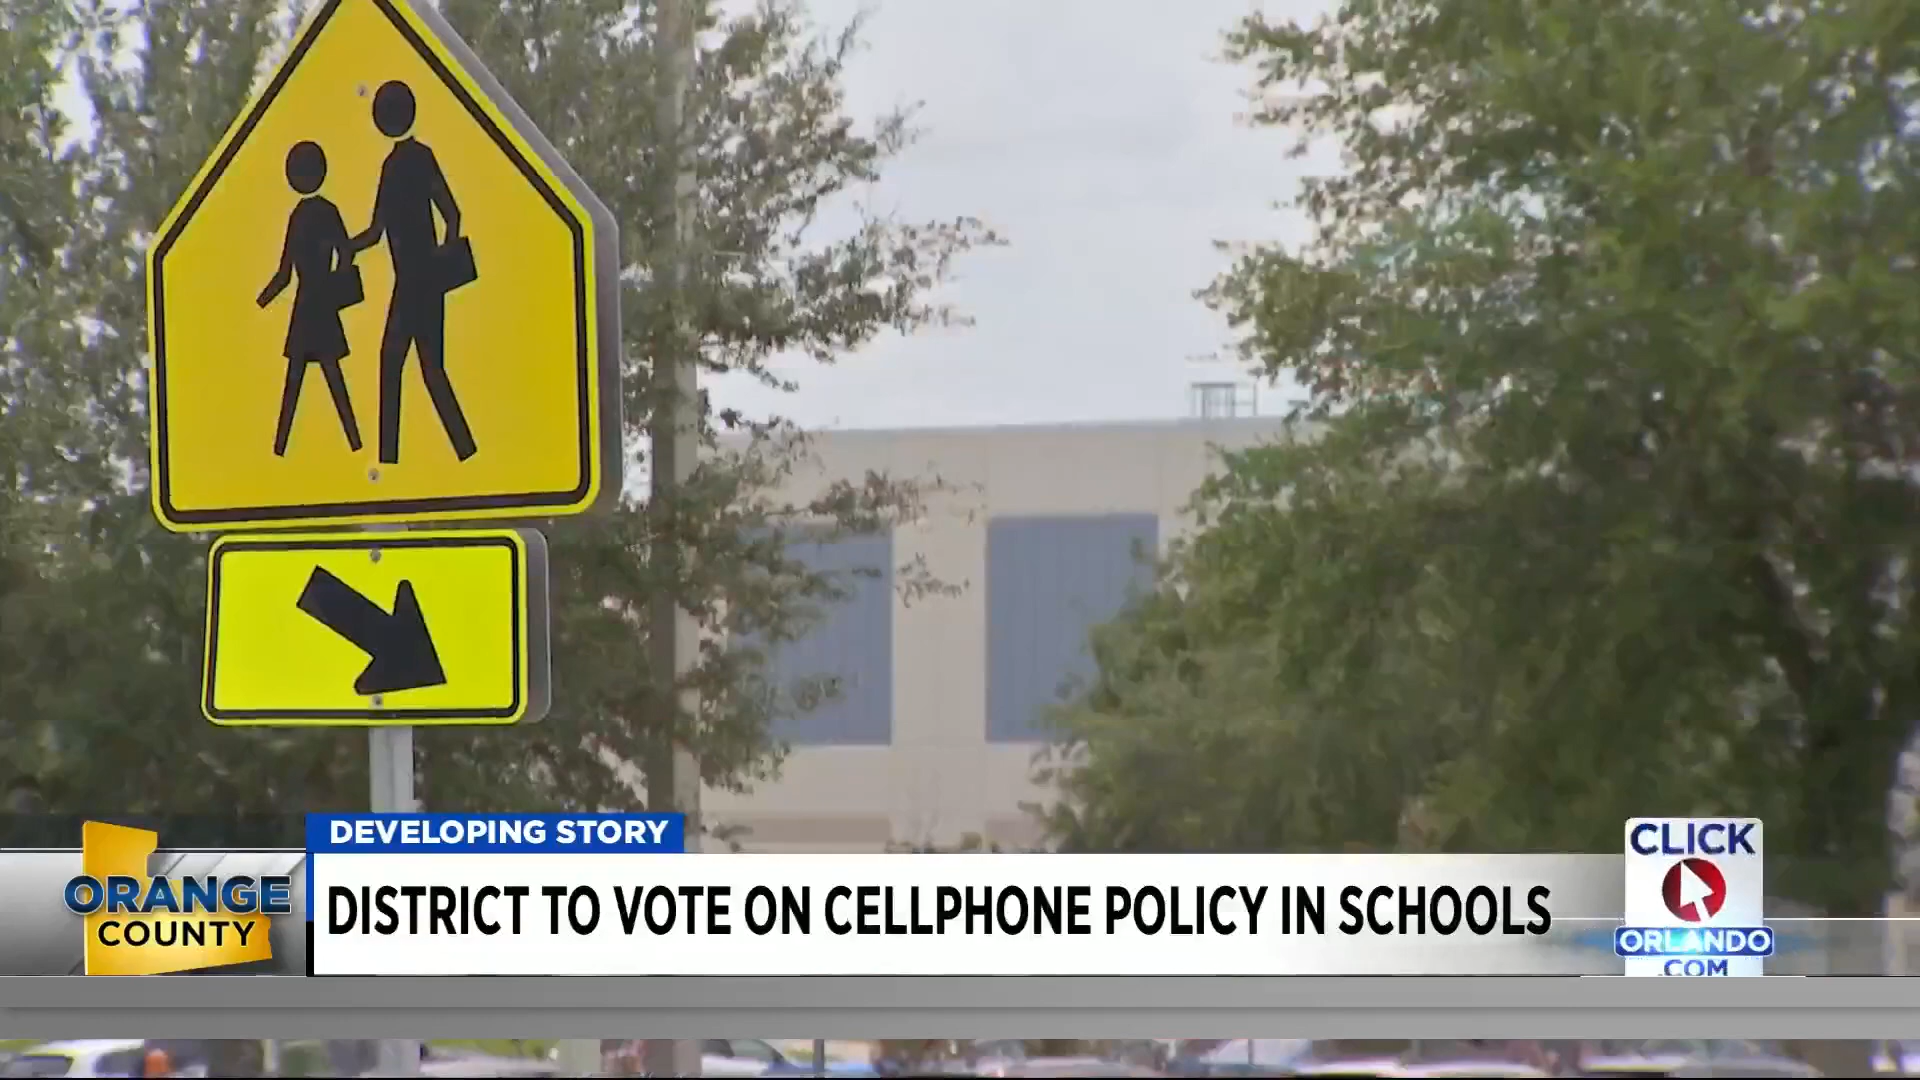 DEVELOPING STORY
ORANGE
COUNTY
DISTRICT TO VOTE ON CELLPHONE POLICY IN SCHOOLS
CLICK
ORLANDO
.COM